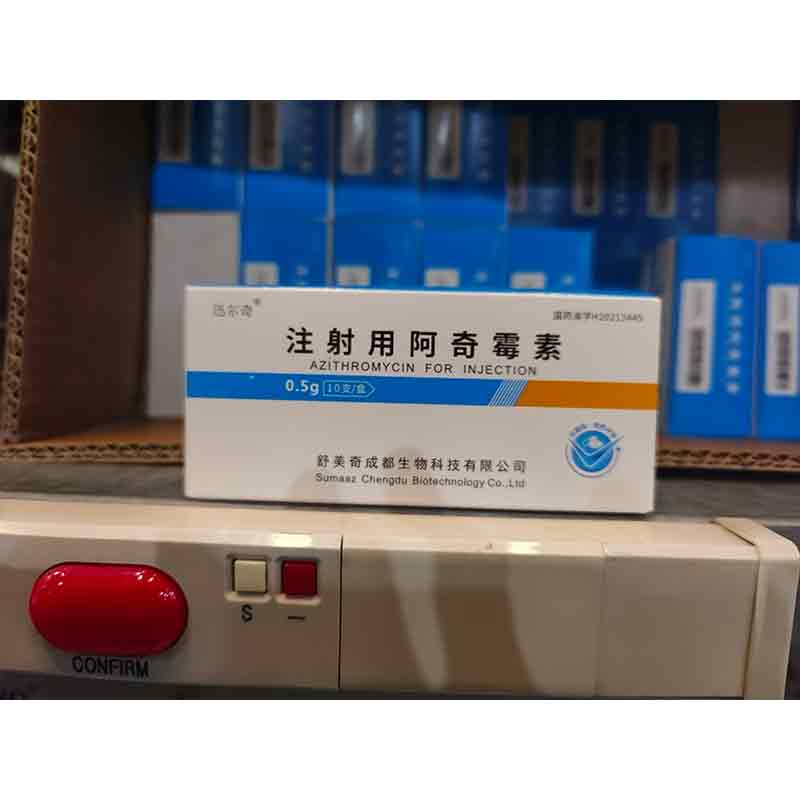 迅尔奇®
国药准字H20213445
注射用阿奇霉素
AZITHROMYCIN FOR INJECTION
0.5g 10支/盒
舒美奇成都生物科技有限公司
Sumaaz Chengdu Biotechnology Co.,Ltd
S
CONFIRM